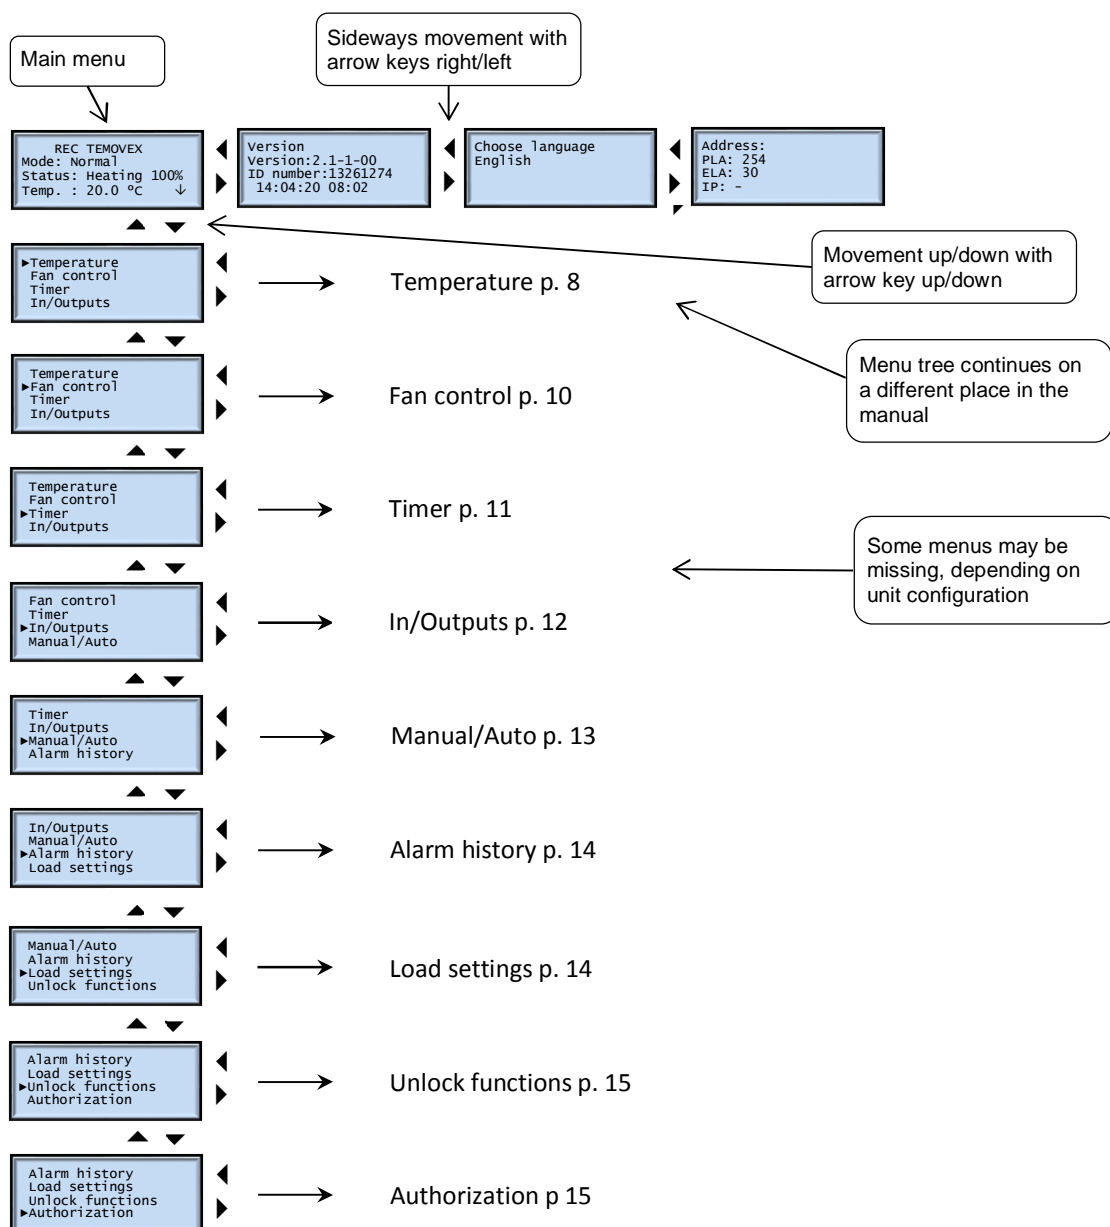 Main menu
Sideways movement with
arrow keys right/left
REC TEMOVEX
Mode: Normal
Status: Heating 100%
Temp. : 20.0 ºC ↓
Version
Version:2.1-1-00
ID number:13261274
14:04:20 08:02
Choose language
English
Address:
PLA: 254
ELA: 30
IP: -
Movement up/down with
arrow key up/down
►Temperature
Fan control
Timer
In/Outputs
Temperature p. 8
Menu tree continues on
a different place in the
manual
Temperature
►Fan control
Timer
In/Outputs
Fan control p. 10
Temperature
Fan control
►Timer
In/Outputs
Timer p. 11
Some menus may be
missing, depending on
unit configuration
Fan control
Timer
►In/Outputs
Manual/Auto
In/Outputs p. 12
Timer
In/Outputs
►Manual/Auto
Alarm history
Manual/Auto p. 13
In/Outputs
Manual/Auto
►Alarm history
Load settings
Alarm history p. 14
Manual/Auto
Alarm history
►Load settings
Unlock functions
Load settings p. 14
Alarm history
Load settings
►Unlock functions
Authorization
Unlock functions p. 15
Alarm history
Load settings
Unlock functions
►Authorization
Authorization p 15